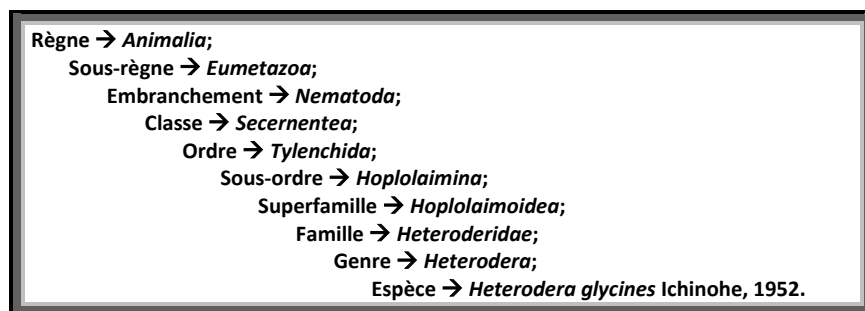 Règne → Animalia;
Sous-règne → Eumetazoa;
Embranchement → Nematoda;
Classe → Secernentea;
Ordre → Tylenchida;
Sous-ordre → Hoplolaimina;
Superfamille → Hoplolaimoidea;
Famille → Heteroderidae;
Genre → Heterodera;
Espèce → Heterodera glycines Ichinohe, 1952.